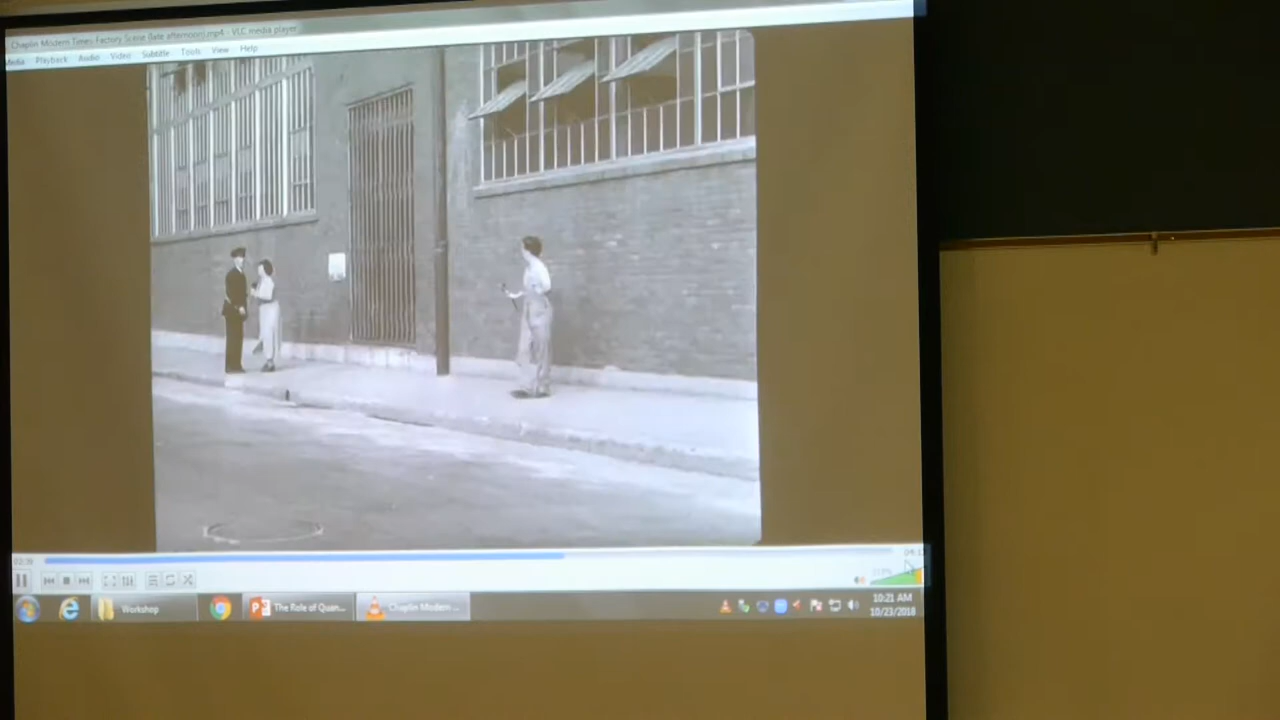 Chaplin Modern Times Factory Scene (late afternoon).mp4 - VLC media player
Media Playback Audio Video Subtitle Tools View Help
Workshop
The Role of Quan...
Chaplin Modern ...
10:21 AM
10/23/2018